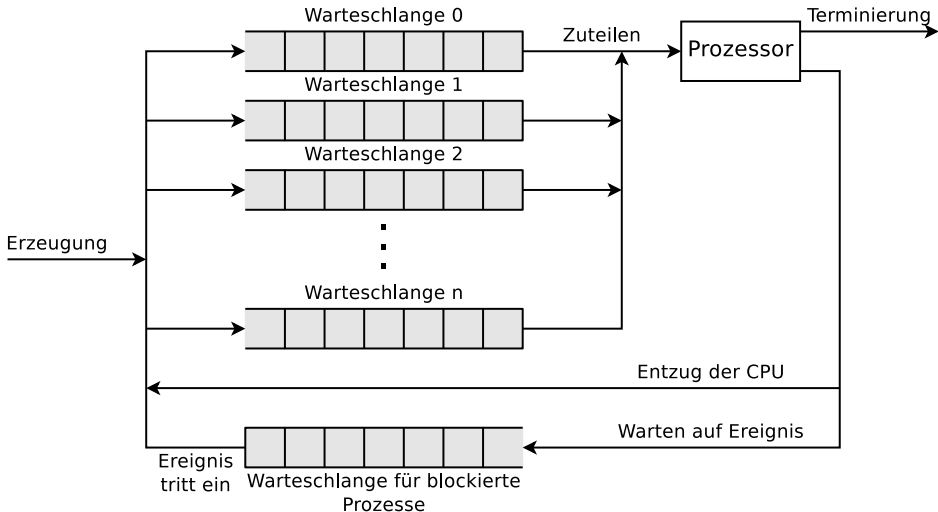 Warteschlange 0
Terminierung
Zuteilen
Prozessor
Warteschlange 1
Warteschlange 2
Erzeugung
Warteschlange n
Entzug der CPU
Warten auf Ereignis
Ereignis
tritt ein
Warteschlange für blockierte
Prozesse